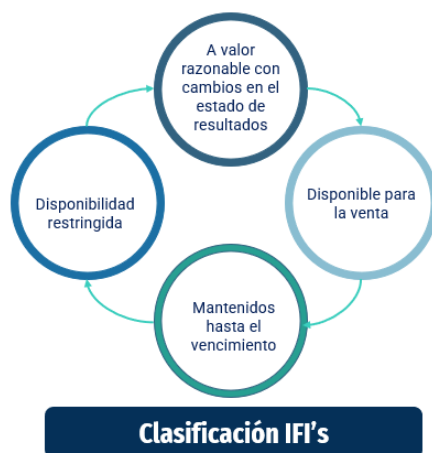 A valor
razonable con
cambios en el
estado de
resultados
Disponible para
la venta
Mantenidos
hasta el
vencimiento
Disponibilidad
restringida
Clasificación IFI's